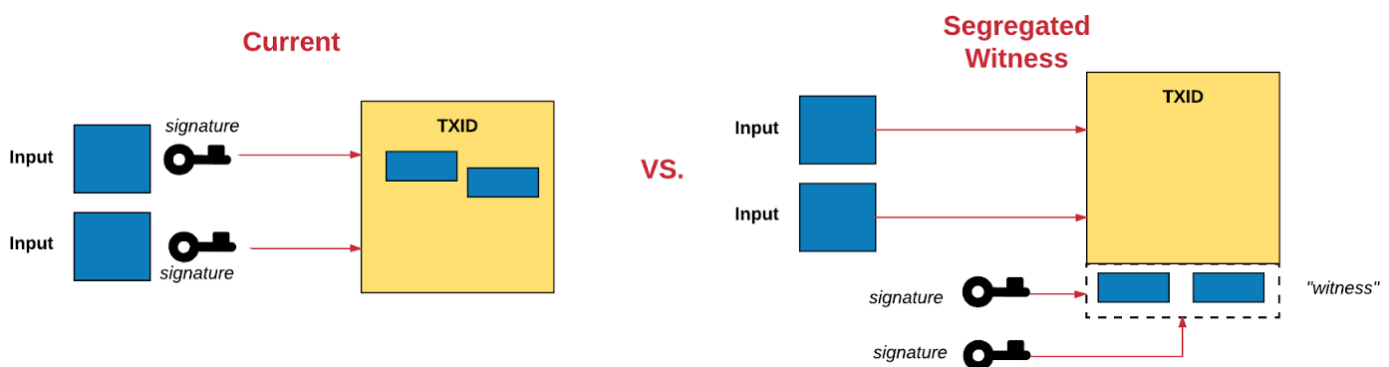 Current
signature
TXID
Input
Input
signature
VS.
Segregated
Witness
TXID
Input
Input
signature
"witness"
signature